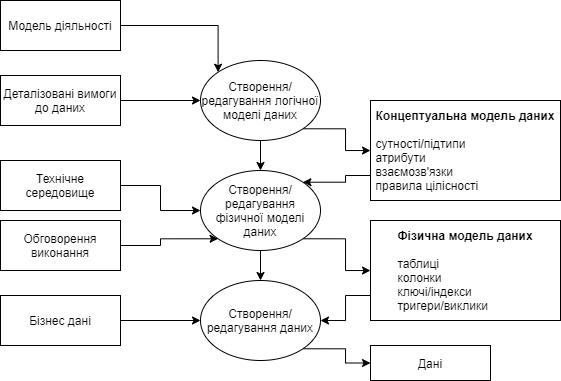 Модель діяльності
Деталізовані вимоги
до даних
Створення/
редагування логічної
моделі даних
Концептуальна модель даних
сутності/підтипи
атрибути
взаємозв'язки
правила цілісності
Технічне
середовище
Створення/
редагування
фізичної моделі
даних
Обговорення
виконання
Фізична модель даних
таблиці
колонки
ключі/індекси
тригери/виклики
Бізнес дані
Створення/
редагування даних
Дані